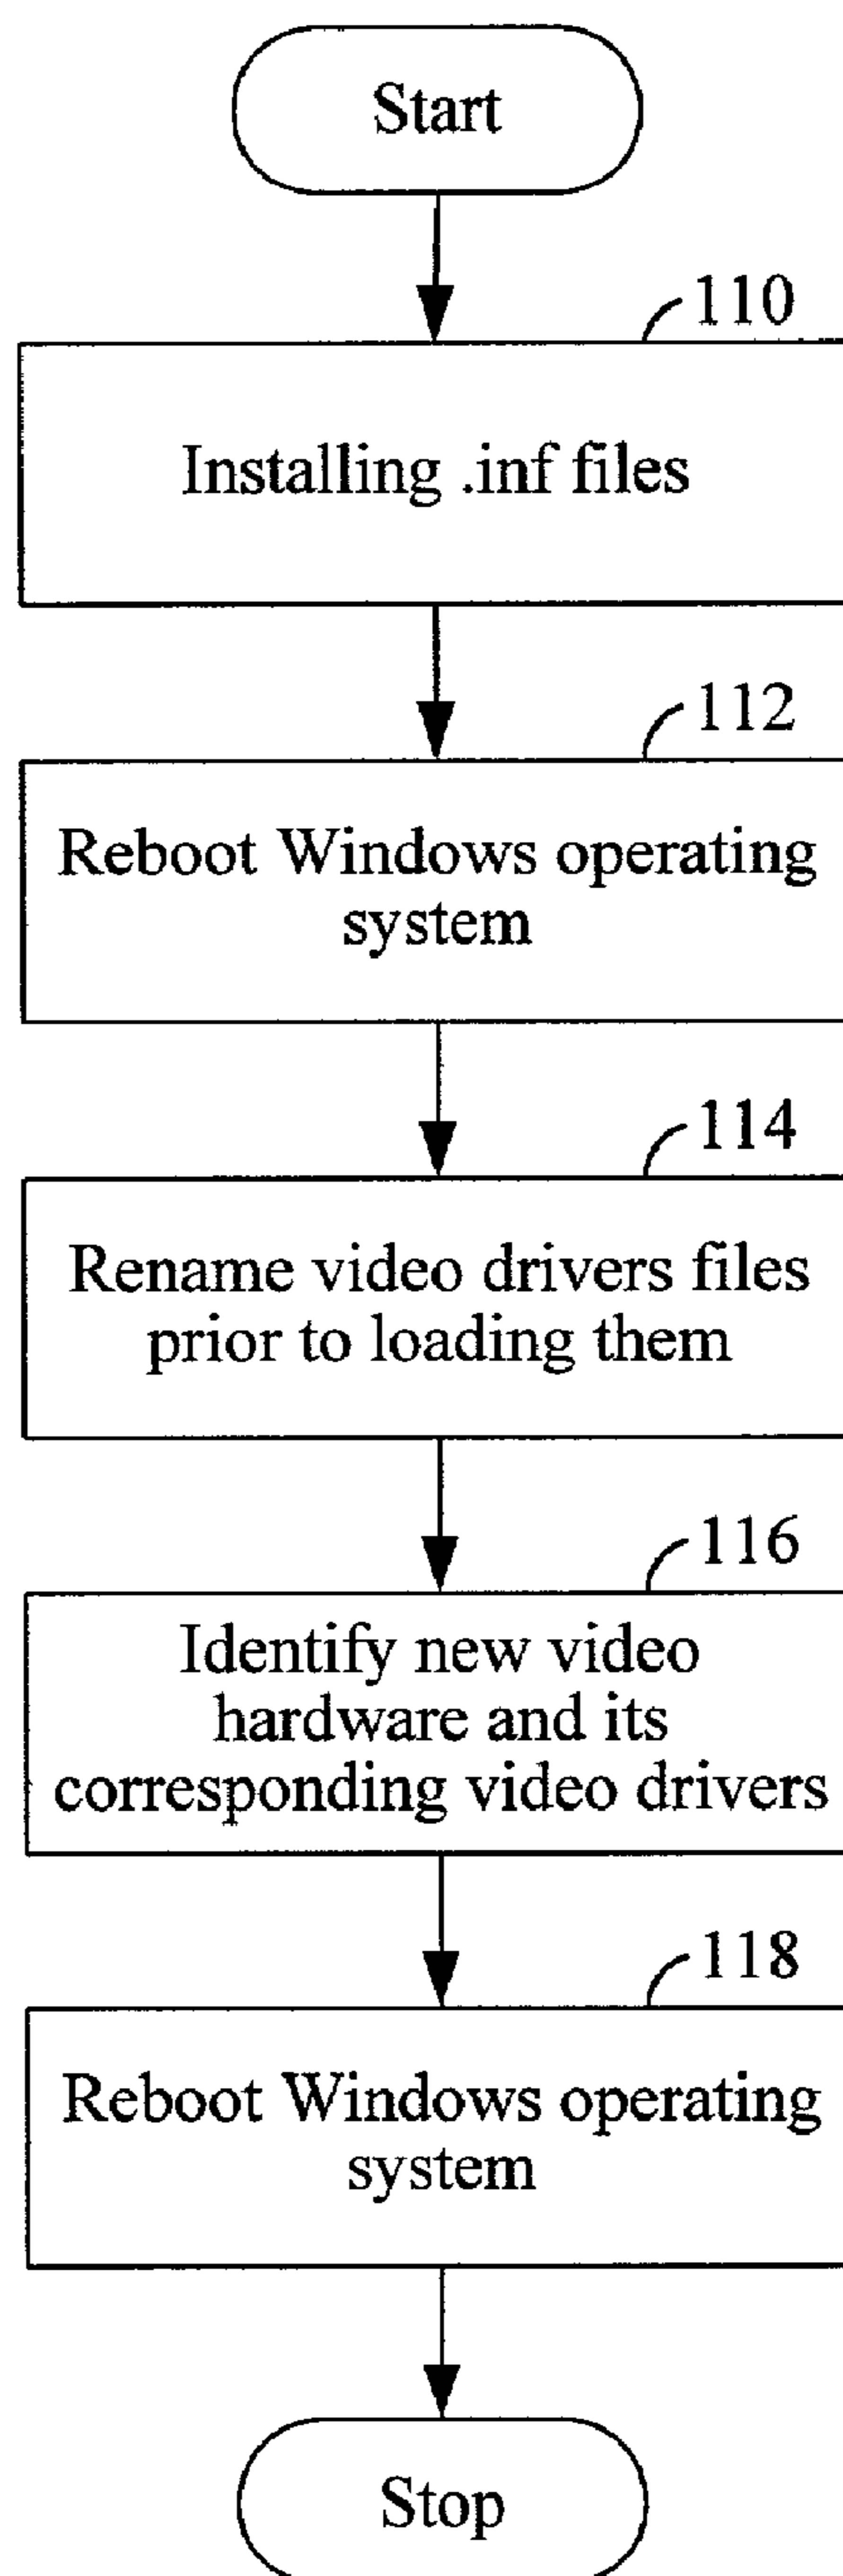 Start
110
Installing .inf files
112
Reboot Windows operating
system
114
Rename video drivers files
prior to loading them
116
Identify new video
hardware and its
corresponding video drivers
118
Reboot Windows operating
system
Stop